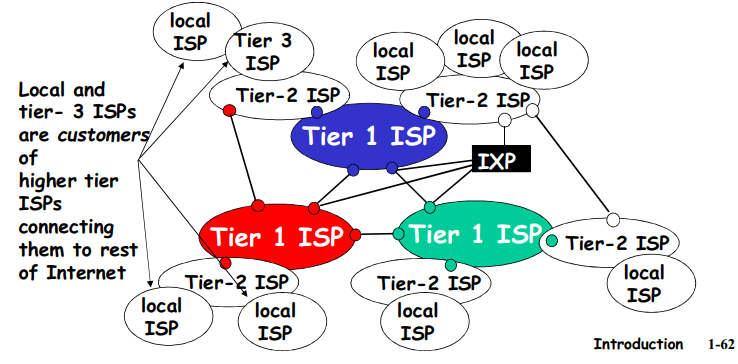 local
ISP
Tier 3
ISP
local
ISP
local
ISP
local
ISP
Local and
tier- 3 ISPs
are customers
of
higher tier
ISPs
connecting
them to rest
of Internet
Tier-2 ISP
Tier-2 ISP
Tier 1 ISP
IXP
Tier 1 ISP
Tier 1 ISP
Tier-2 ISP
Tier-2 ISP
Tier-2 ISP
local
ISP
local
ISP
local
ISP
local
ISP
Introduction 1-62